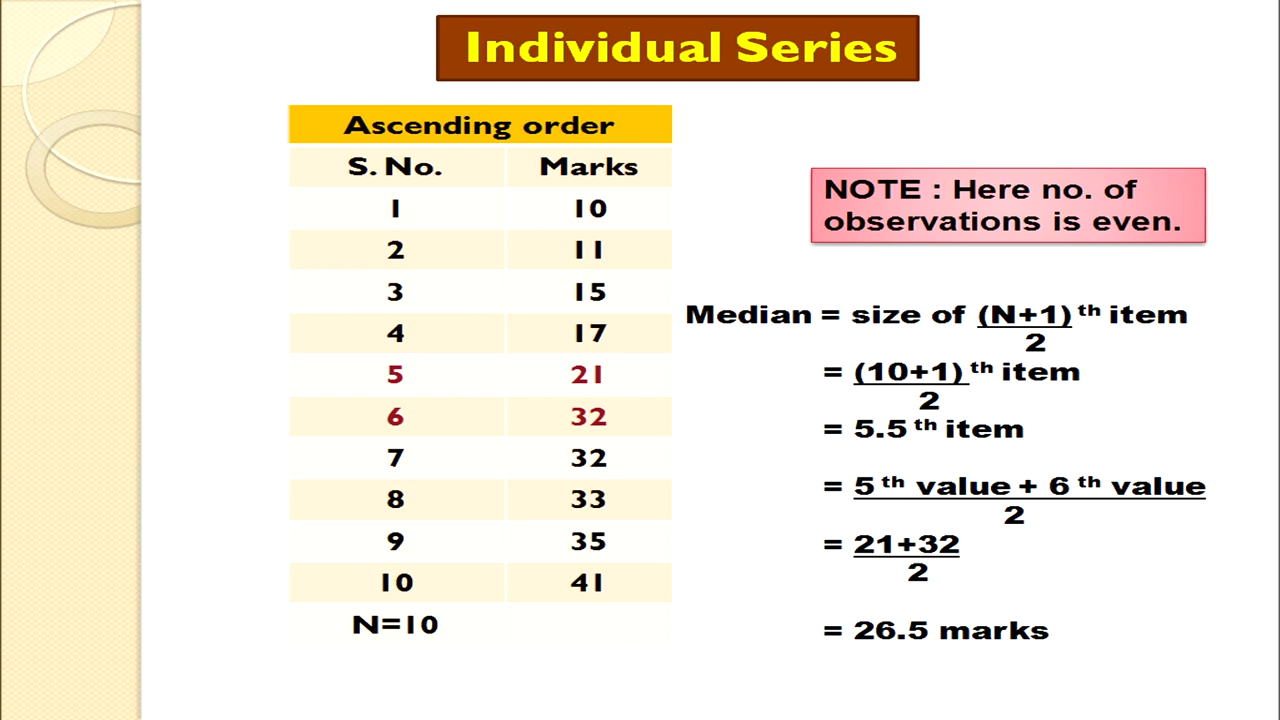 Individual Series
Ascending order
S. No. Marks
1 10
2 11
3 15
4 17
5 21
6 32
7 32
8 33
9 35
10 41
N=10
NOTE : Here no. of
observations is even.
Median = size of (N+1) th item
2
= (10+1) th item
2
= 5.5 th item
= 5 th value + 6 th value
2
= 21+32
2
= 26.5 marks